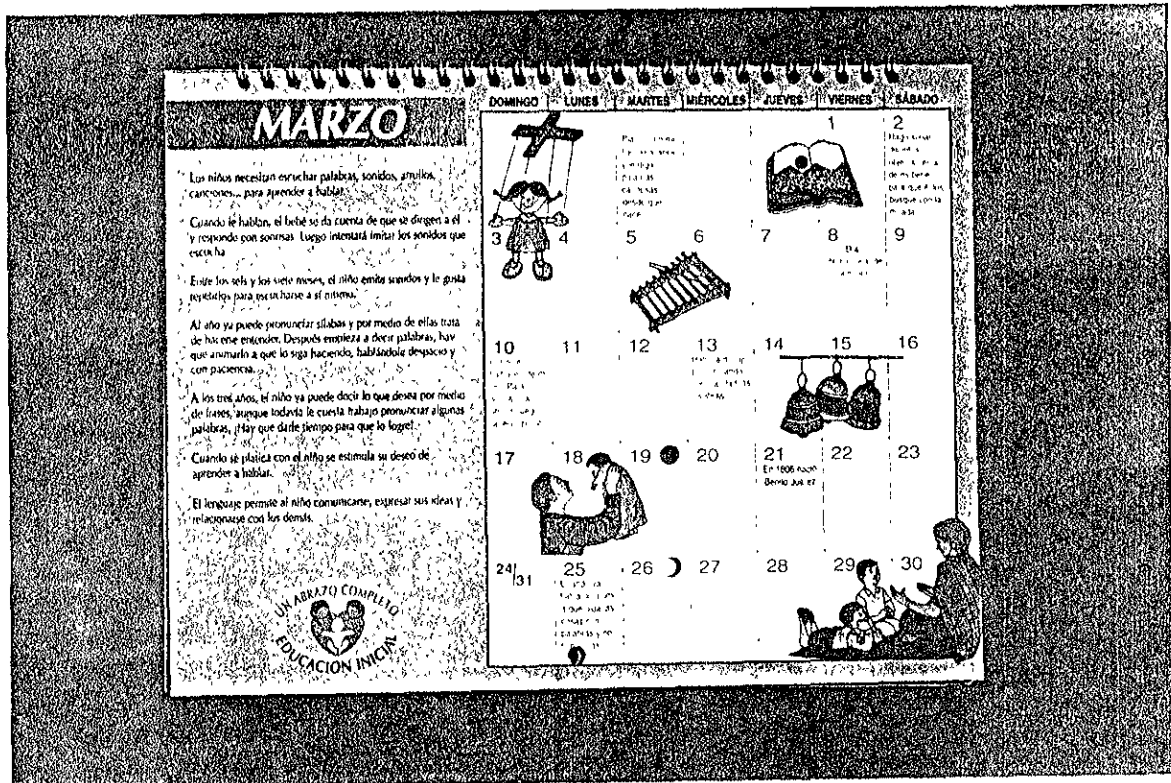 MARZO
Los niños necesitan escuchar palabras, sonidos, arrullos,
canciones... para aprender a hablar.
Cuando le hablan, el bebé se da cuenta de que se dirigen a él
y responde con sonrisas. Luego intentará imitar los sonidos que
escucha
Entre los seis y los siete meses, el niño emite sonidos y le gusta
repetirlos para escucharse a sí mismo.
Al año ya puede pronunciar sílabas y por medio de ellas trata
de hacerse entender. Después empieza a decir palabras, hay
que animarlo a que lo siga haciendo, hablándole despacio y
con paciencia.
A los tres años, el niño ya puede decir lo que desea por medio
de frases, aunque todavía le cuesta trabajo pronunciar algunas
palabras, ¡Hay que darle tiempo para que lo logre!
Cuando se platica con el niño se estimula su deseo de
aprender a hablar.
El lenguaje permite al niño comunicarse, expresar sus ideas y
relacionarse con los demás.
UN ABRAZO COMPLETO
EDUCACION INICIAL
DOMINGO LUNES MARTES MIÉRCOLES JUEVES VIERNES SÁBADO
1 2
desde que
busque con la
3 4 5 6 7 8 9
10 11 12 13 14 15 16
17 18 19 20 21 22 23
En 1806 nació
Benito Juárez
24/31 25 26 27 28 29 30